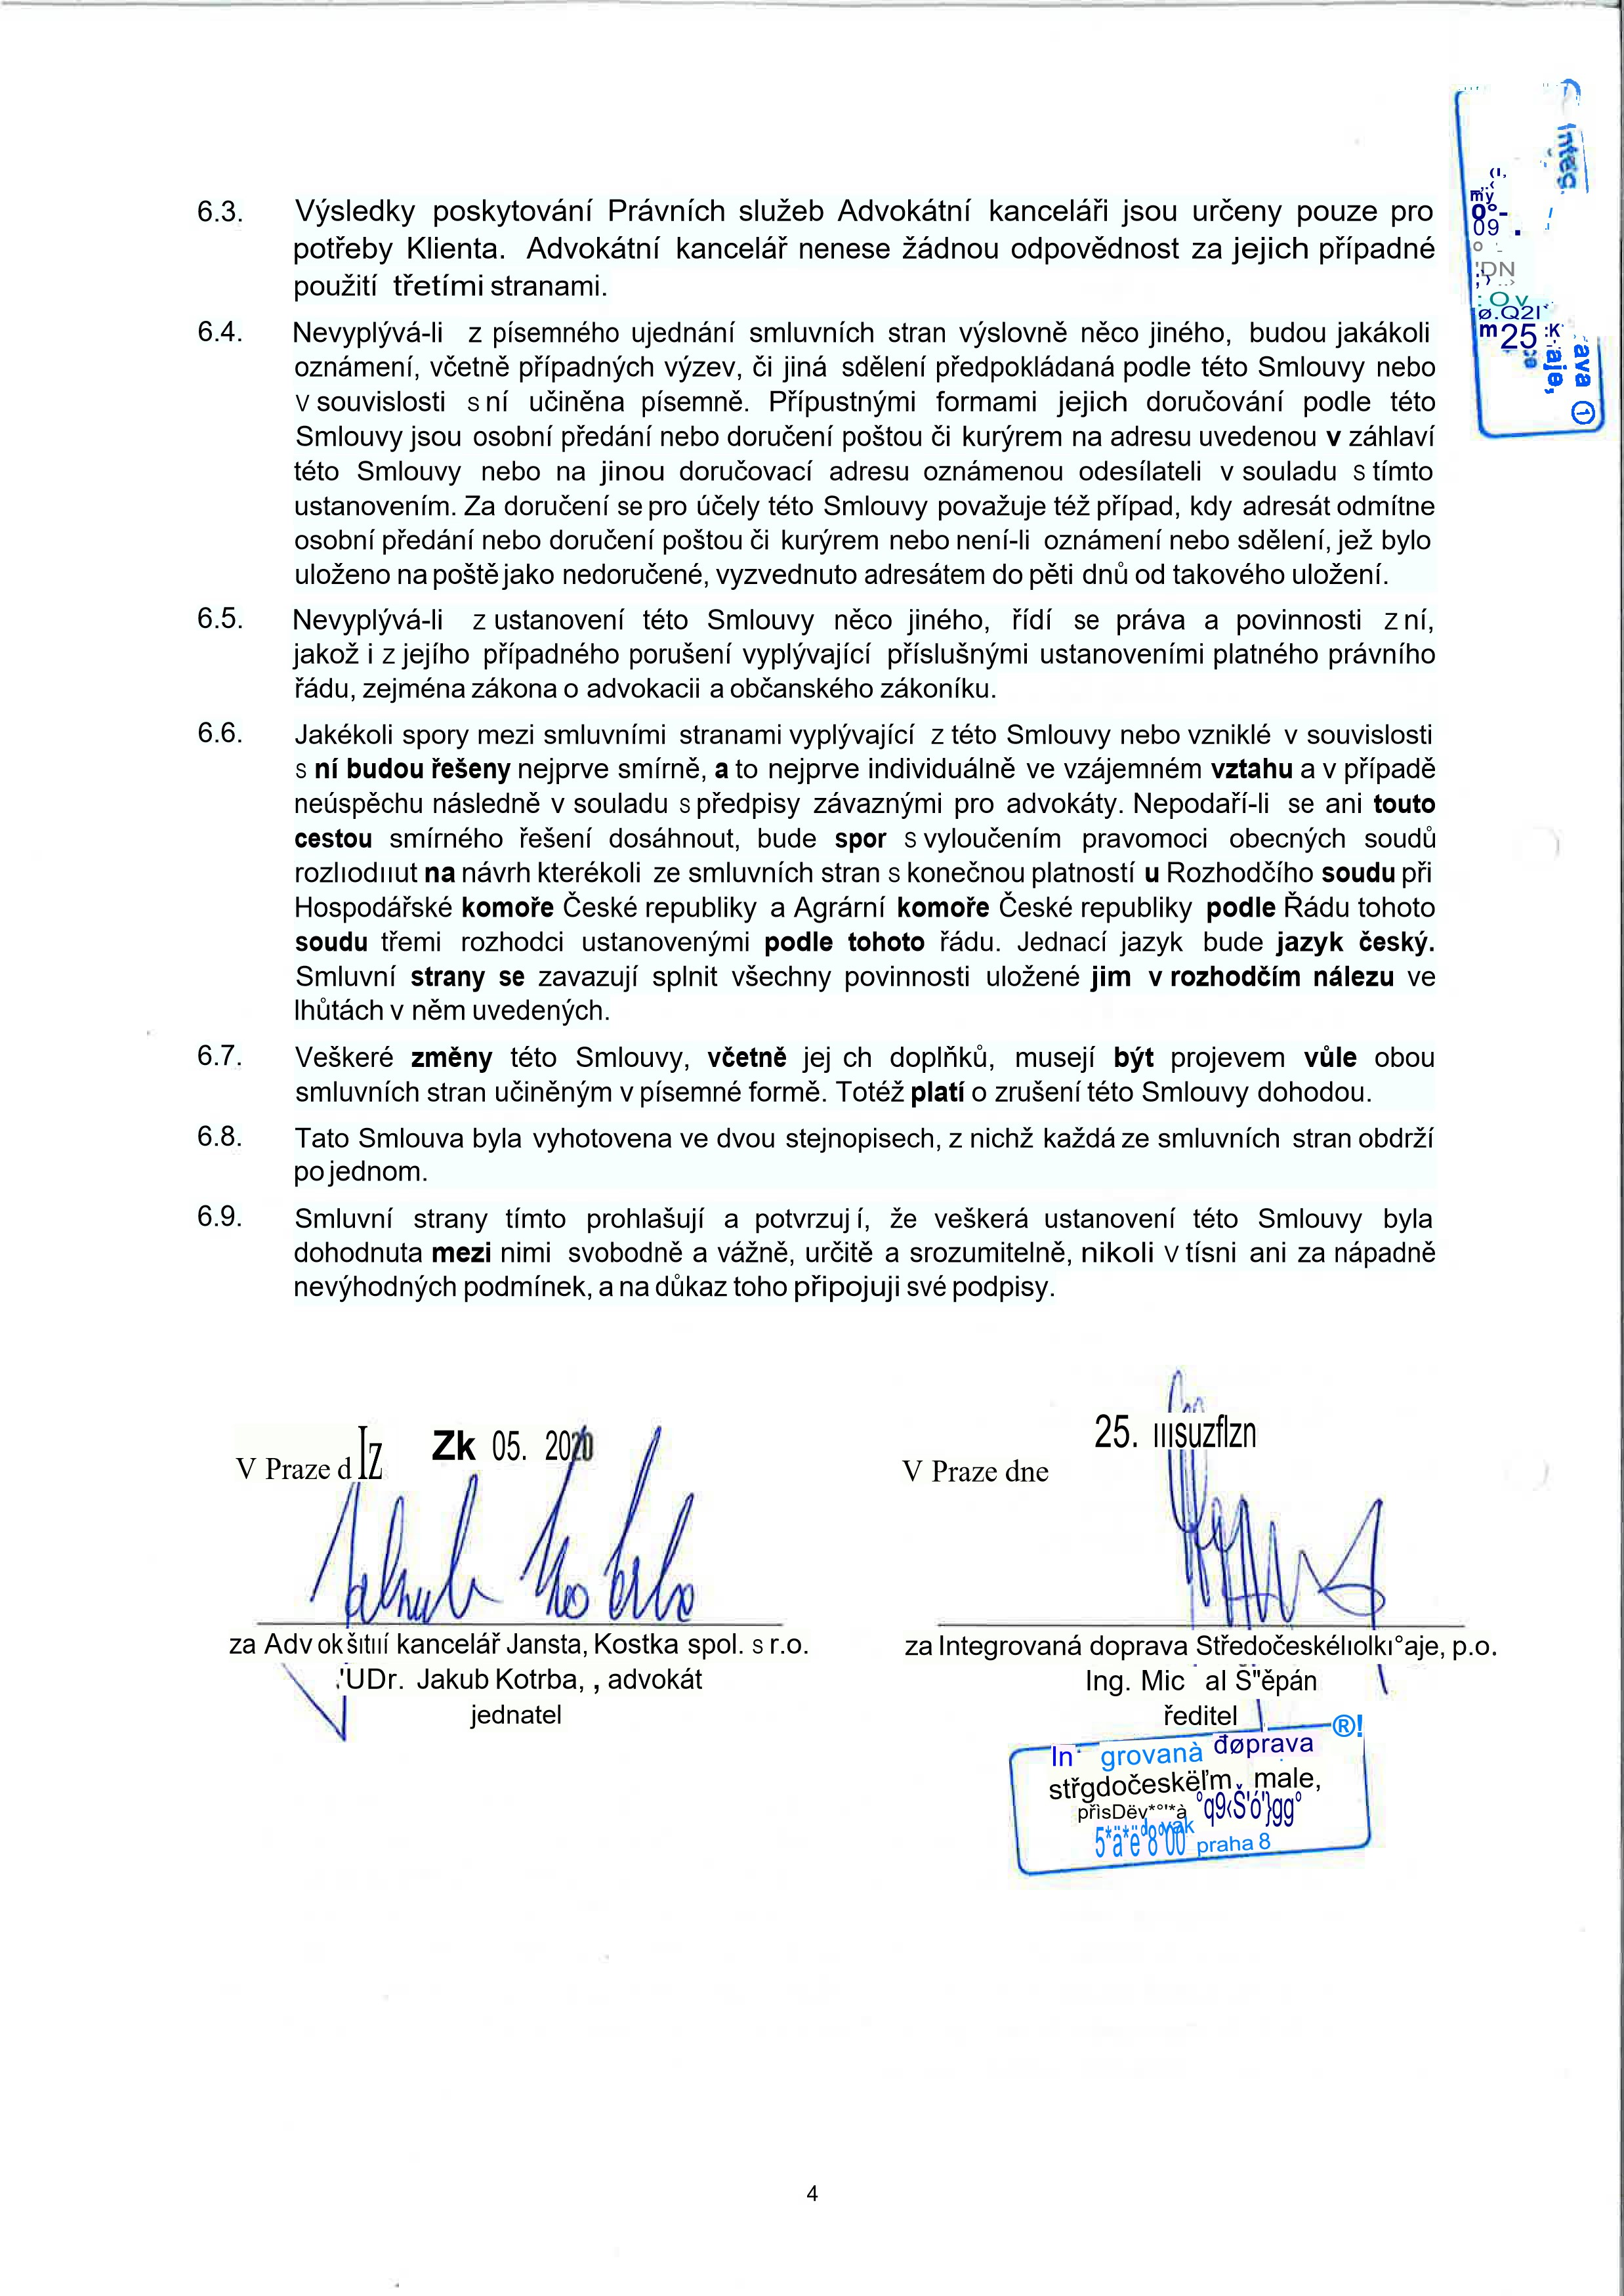 6.3. Výsledky poskytování Právních služeb Advokátní kanceláři jsou určeny pouze pro
potřeby Klienta. Advokátní kancelář nenese žádnou odpovědnost za jejich případné
použití třetími stranami.
6.4. Nevyplývá-li z písemného ujednání smluvních stran výslovně něco jiného, budou jakákoli
oznámení, včetně případných výzev, či jiná sdělení předpokládaná podle této Smlouvy nebo
v souvislosti s ní učiněna písemně. Přípustnými formami jejich doručování podle této
Smlouvy jsou osobní předání nebo doručení poštou či kurýrem na adresu uvedenou v záhlaví
této Smlouvy nebo na jinou doručovací adresu oznámenou odesílateli v souladu s tímto
ustanovením. Za doručení se pro účely této Smlouvy považuje též případ, kdy adresát odmítne
osobní předání nebo doručení poštou či kurýrem nebo není-li oznámení nebo sdělení, jež bylo
uloženo na poště jako nedoručené, vyzvednuto adresátem do pěti dnů od takového uložení.
6.5. Nevyplývá-li z ustanovení této Smlouvy něco jiného, řídí se práva a povinnosti z ní,
jakož i z jejího případného porušení vyplývající příslušnými ustanoveními platného právního
řádu, zejména zákona o advokacii a občanského zákoníku.
6.6. Jakékoli spory mezi smluvními stranami vyplývající z této Smlouvy nebo vzniklé v souvislosti
s ní budou řešeny nejprve smírně, a to nejprve individuálně ve vzájemném vztahu a v případě
neúspěchu následně v souladu s předpisy závaznými pro advokáty. Nepodaří-li se ani touto
cestou smírného řešení dosáhnout, bude spor s vyloučením pravomoci obecných soudů
rozlıodıııut na návrh kterékoli ze smluvních stran s konečnou platností u Rozhodčího soudu při
Hospodářské komoře České republiky a Agrární komoře České republiky podle Řádu tohoto
soudu třemi rozhodci ustanovenými podle tohoto řádu. Jednací jazyk bude jazyk český.
Smluvní strany se zavazují splnit všechny povinnosti uložené jim v rozhodčím nálezu ve
lhůtách v něm uvedených.
6.7. Veškeré změny této Smlouvy, včetně jej ch doplňků, musejí být projevem vůle obou
smluvních stran učiněným v písemné formě. Totéž platí o zrušení této Smlouvy dohodou.
6.8. Tato Smlouva byla vyhotovena ve dvou stejnopisech, z nichž každá ze smluvních stran obdrží
po jednom.
6.9. Smluvní strany tímto prohlašují a potvrzují, že veškerá ustanovení této Smlouvy byla
dohodnuta mezi nimi svobodně a vážně, určitě a srozumitelně, nikoli v tísni ani za nápadně
nevýhodných podmínek, a na důkaz toho připojuji své podpisy.
V Praze d 05. 2020
V Praze dne 25.
za Adv okšitııí kancelář Jansta, Kostka spol. s r.o.
'UDr. Jakub Kotrba, , advokát
jednatel
za Integrovaná doprava Středočeskélıolkı°aje, p.o.
Ing. Mic al Š"ěpán
ředitel
In grovanà đøprava
male,
praha 8
4